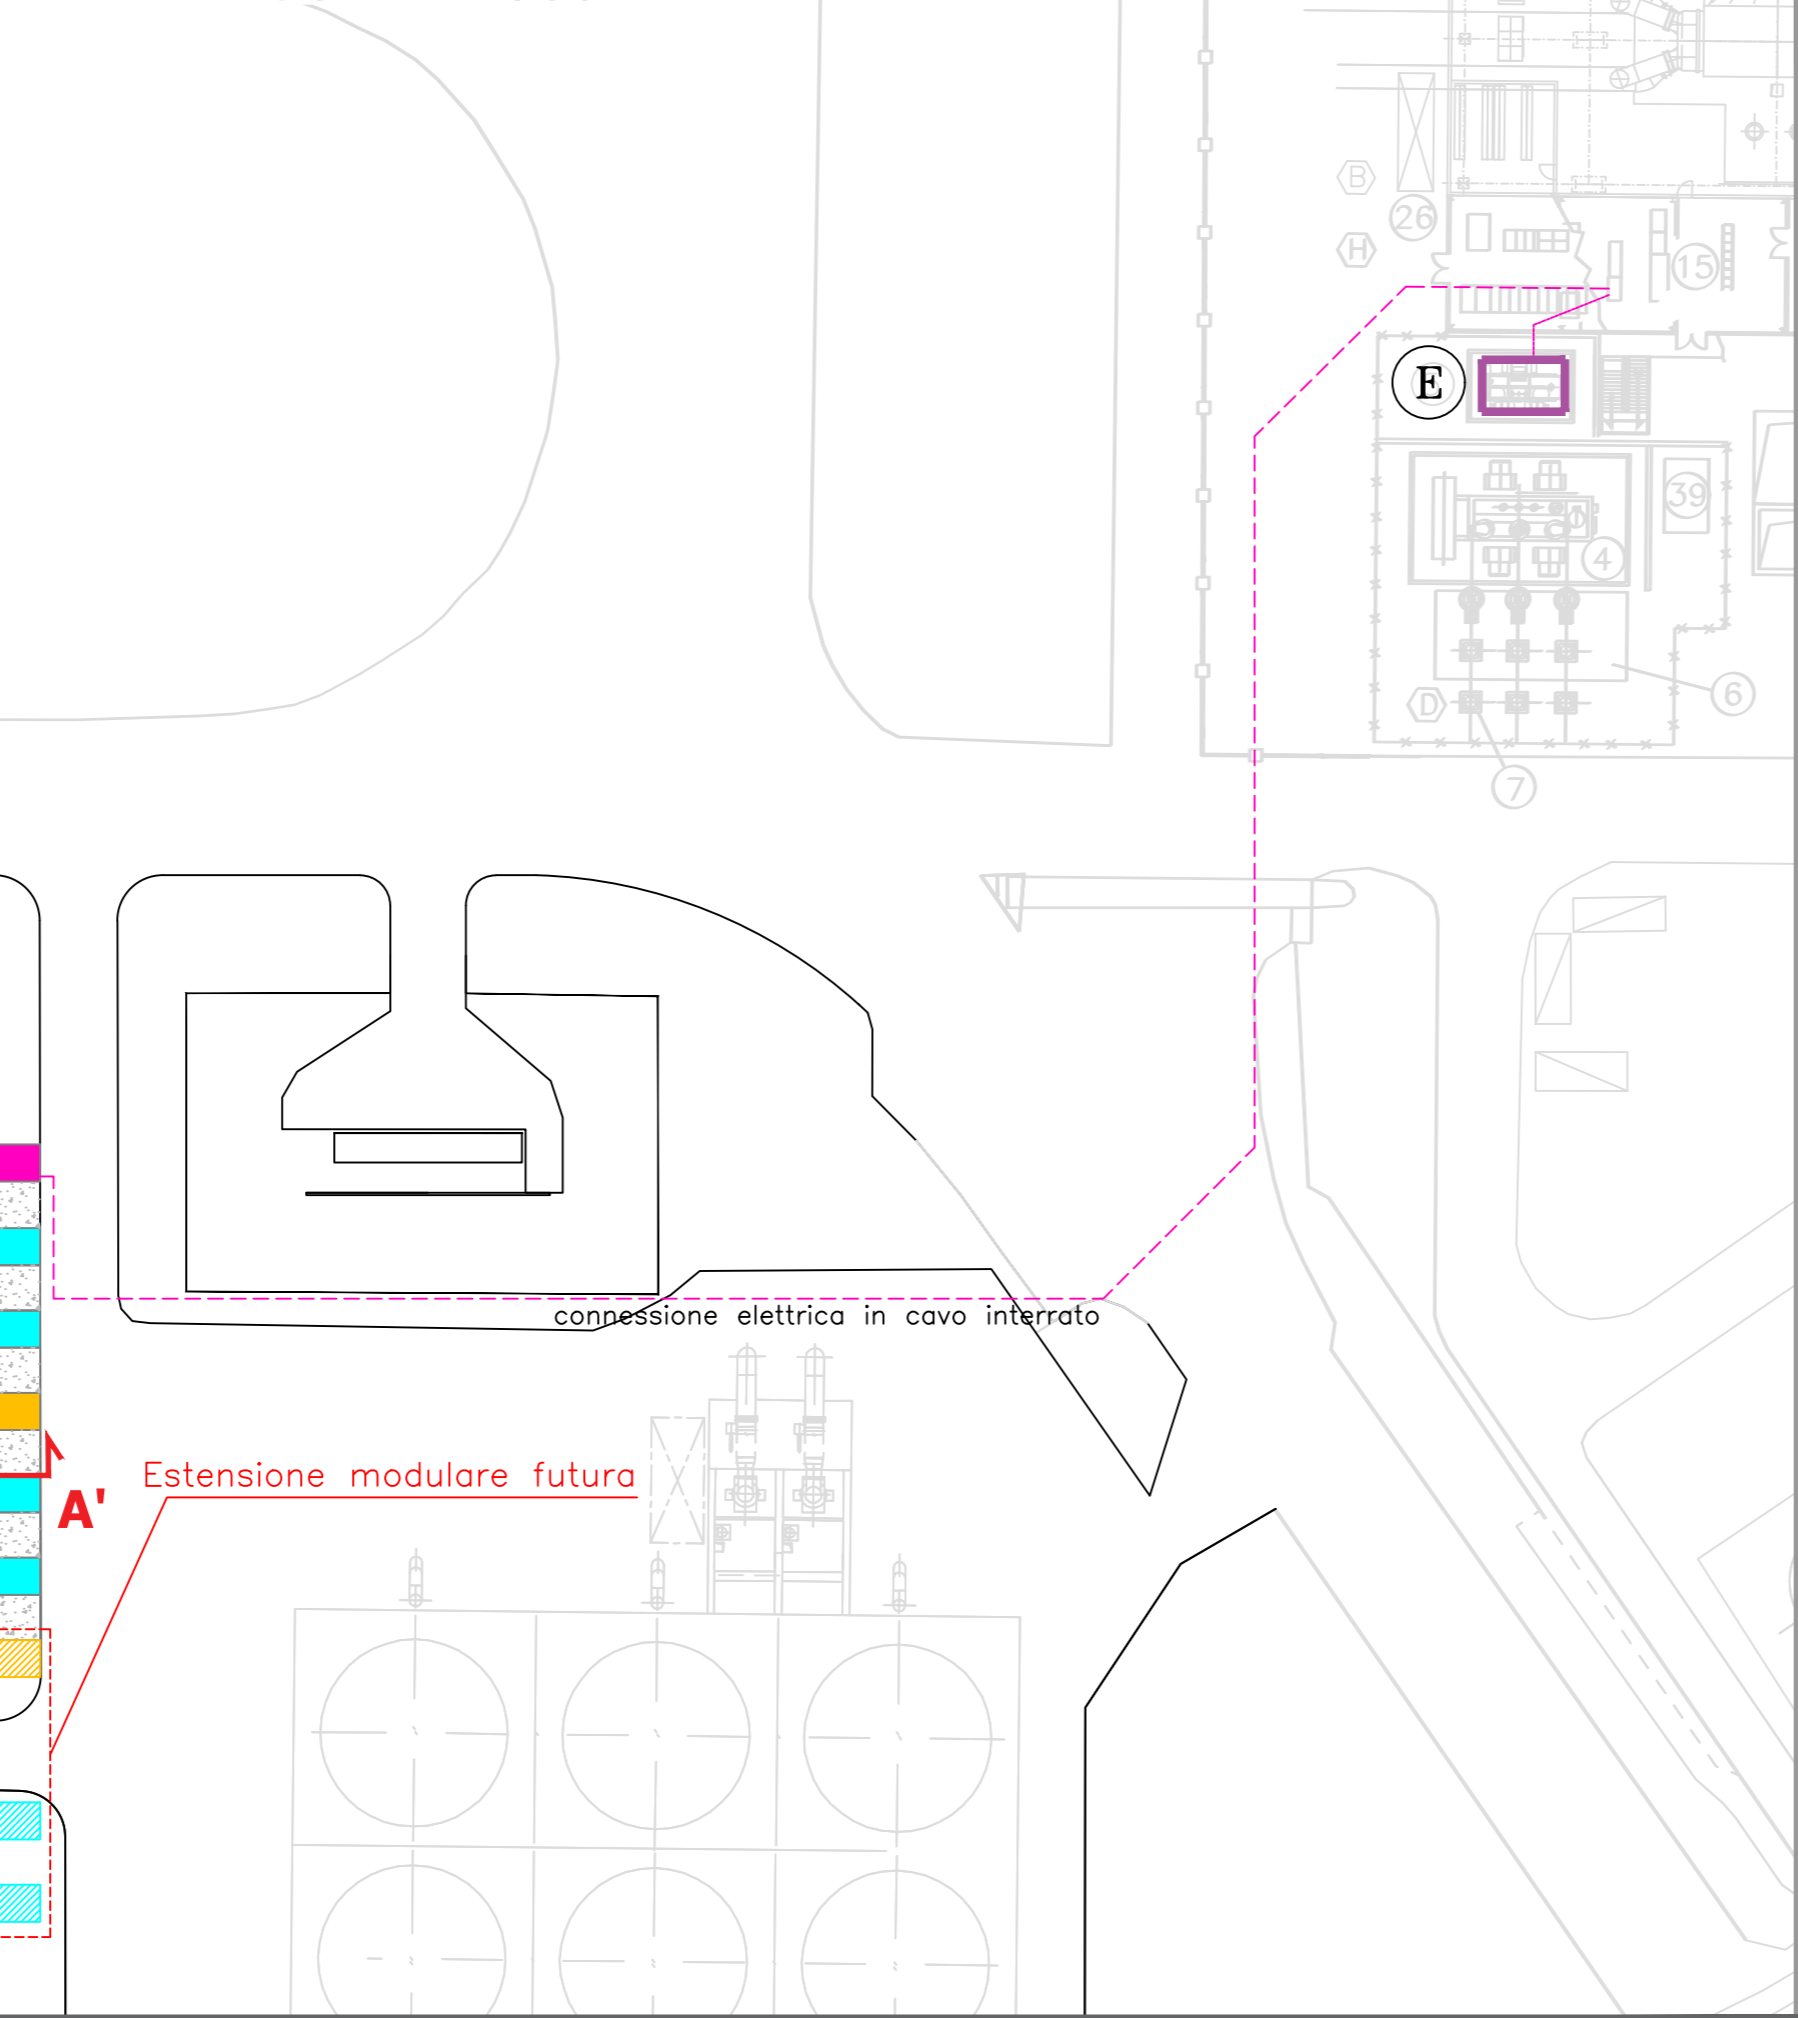 B
26
H
15
E
39
4
D
6
7
connessione elettrica in cavo interrato
Estensione modulare futura
A'